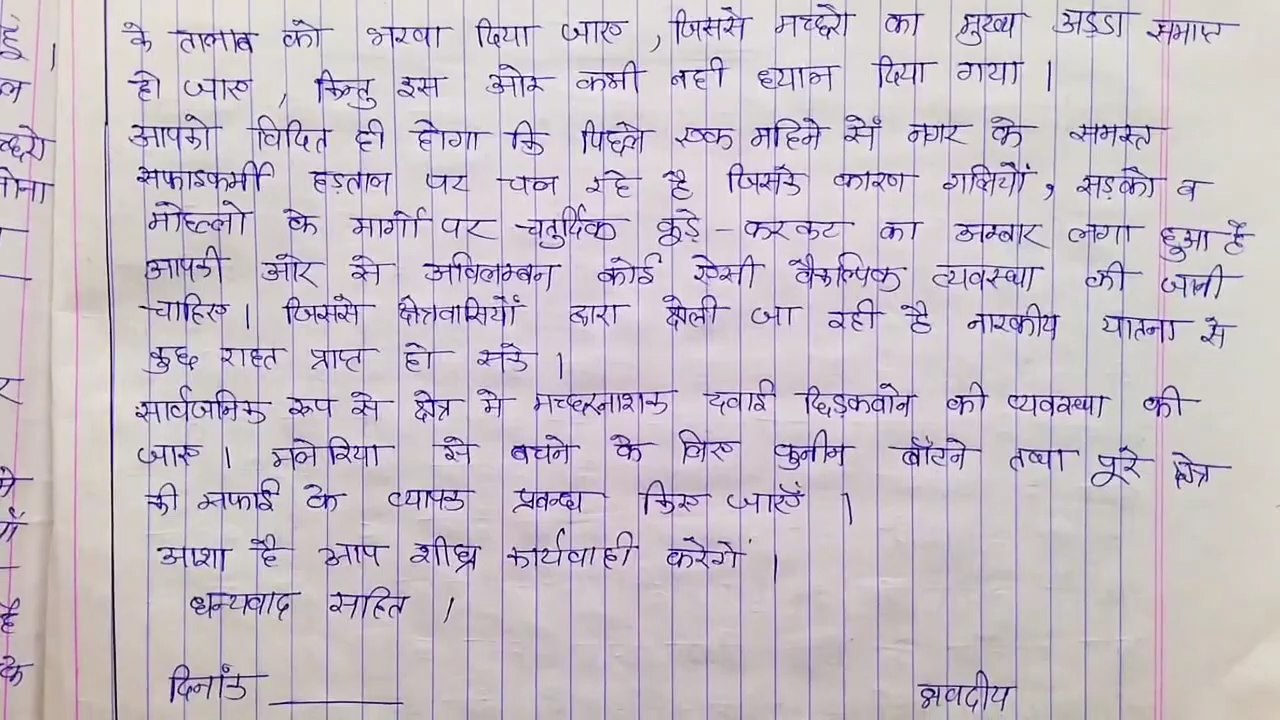 के तालाब को भरवा दिया जाए, जिससे मच्छरो का मुख्य अड्डा समाप्त
हो जाए, किन्तु इस ओर कभी नही ध्यान दिया गया।
आपको विदित ही होगा कि पिछले एक महिने सें नगर के समस्त
सफाइकर्मी हड़ताल पर चल रहे है जिसके कारण गलियों, सड़को व
मोहल्लो के मार्गो पर चतुर्दिक कूड़े-करकट का अम्बार लगा हुआ है
आपकी ओर से अविलम्बन कोई ऐसी वैकल्पिक व्यवस्था की जानी
चाहिए। जिससे क्षेत्रवासियों द्वारा झेली जा रही है नारकीय यातना से
कुछ राहत प्राप्त हो सके।
सार्वजनिक रूप से क्षेत्र मे मच्छरनाशक दवाई छिड़कवाने की व्यवस्था की
जाए। मलेरिया से बचने के लिए कुनीन बाँटने तथा पूरे क्षेत्र
की सफाई के व्यापक प्रबन्ध किए जाएँ।
आशा है आप शीघ्र कार्यवाही करेगें।
धन्यवाद सहित।
दिनांक ________ भवदीय